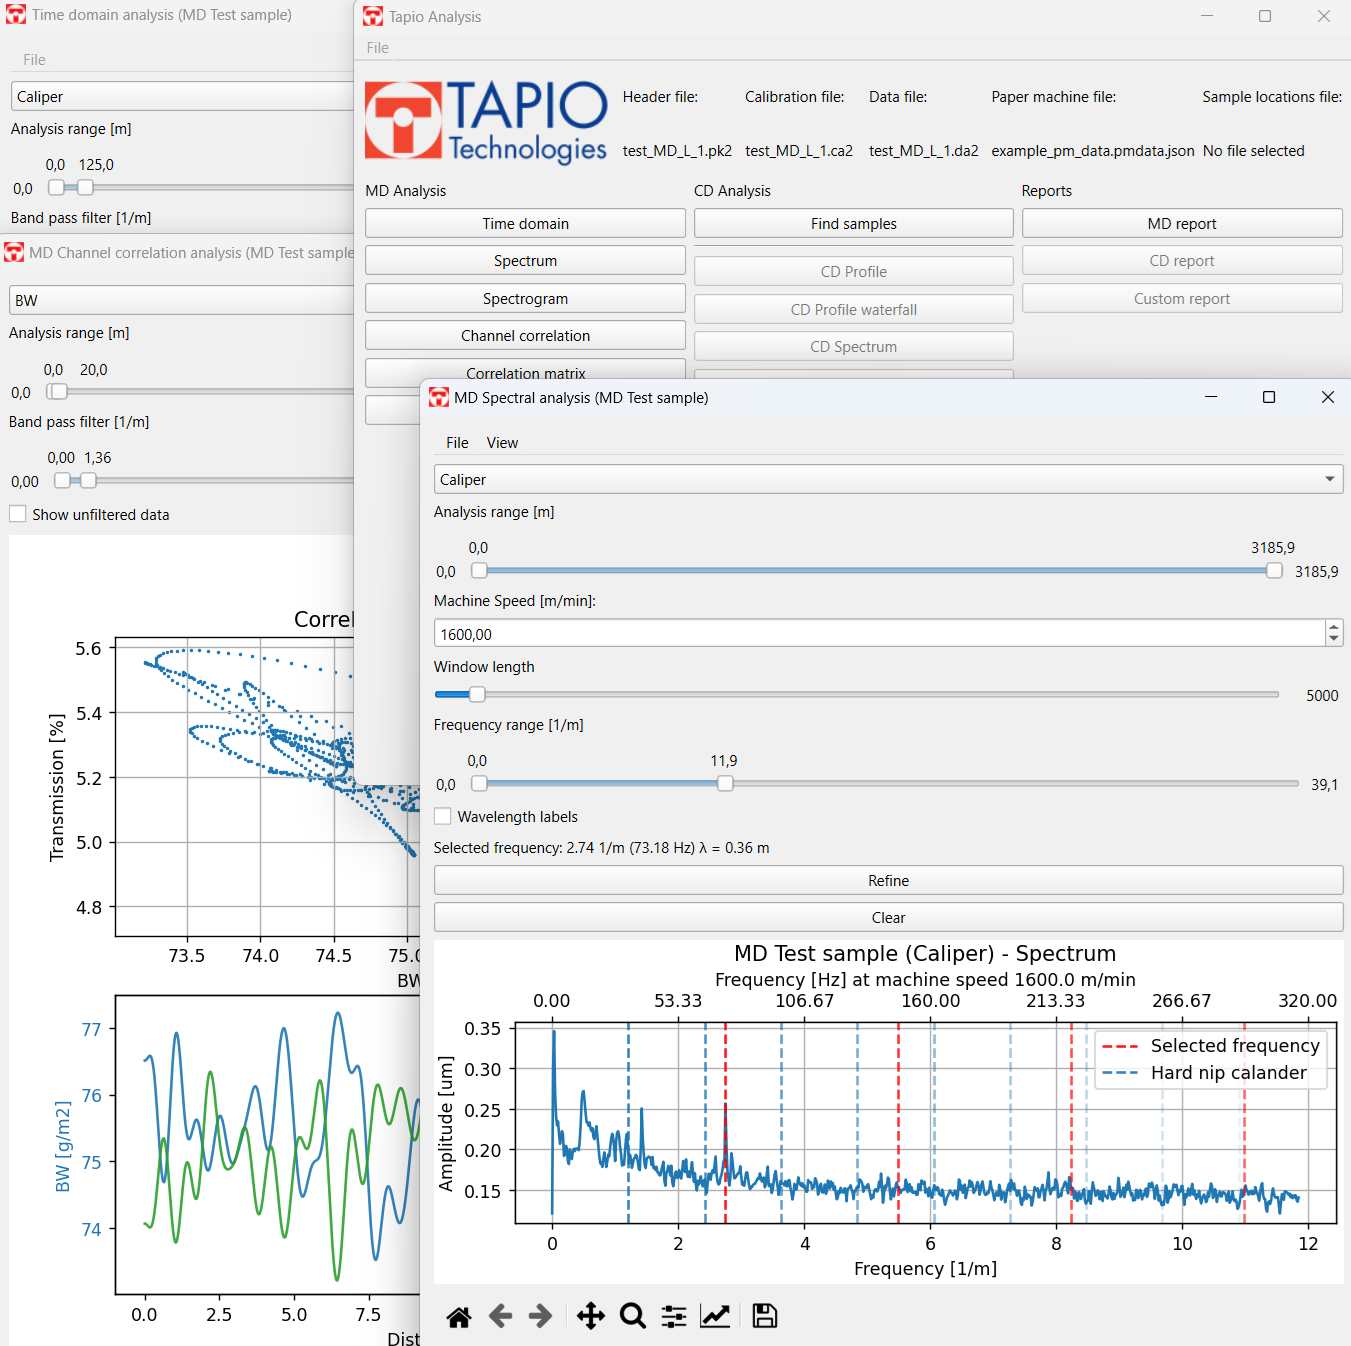 Time domain analysis (MD Test sample)
File
Caliper
Analysis range [m]
0,0 125,0
0,0
Band pass filter [1/m]
MD Channel correlation analysis (MD Test sample
BW
Analysis range [m]
0,0 20,0
0,0
Band pass filter [1/m]
0,00 1,36
0,00
Show unfiltered data
Correl
5.6
5.4
5.2
5.0
4.8
Transmission [%]
73.5 74.0 74.5 75.0
BW
77
76
75
74
BW [g/m2]
0.0 2.5 5.0 7.5
Dist
Tapio Analysis
File
TAPIO
Technologies
Header file: Calibration file: Data file: Paper machine file: Sample locations file:
test_MD_L_1.pk2 test_MD_L_1.ca2 test_MD_L_1.da2 example_pm_data.pmdata.json No file selected
MD Analysis CD Analysis Reports
Time domain Find samples MD report
Spectrum CD Profile CD report
Spectrogram CD Profile waterfall Custom report
Channel correlation CD Spectrum
Correlation matrix
MD Spectral analysis (MD Test sample)
File View
Caliper
Analysis range [m]
0,0 3185,9
0,0 3185,9
Machine Speed [m/min]:
1600,00
Window length
5000
Frequency range [1/m]
0,0 11,9
0,0 39,1
Wavelength labels
Selected frequency: 2.74 1/m (73.18 Hz) λ = 0.36 m
Refine
Clear
MD Test sample (Caliper) - Spectrum
Frequency [Hz] at machine speed 1600.0 m/min
0.00 53.33 106.67 160.00 213.33 266.67 320.00
0.35
0.30
0.25
0.20
0.15
Amplitude [um]
Selected frequency
Hard nip calander
0 2 4 6 8 10 12
Frequency [1/m]